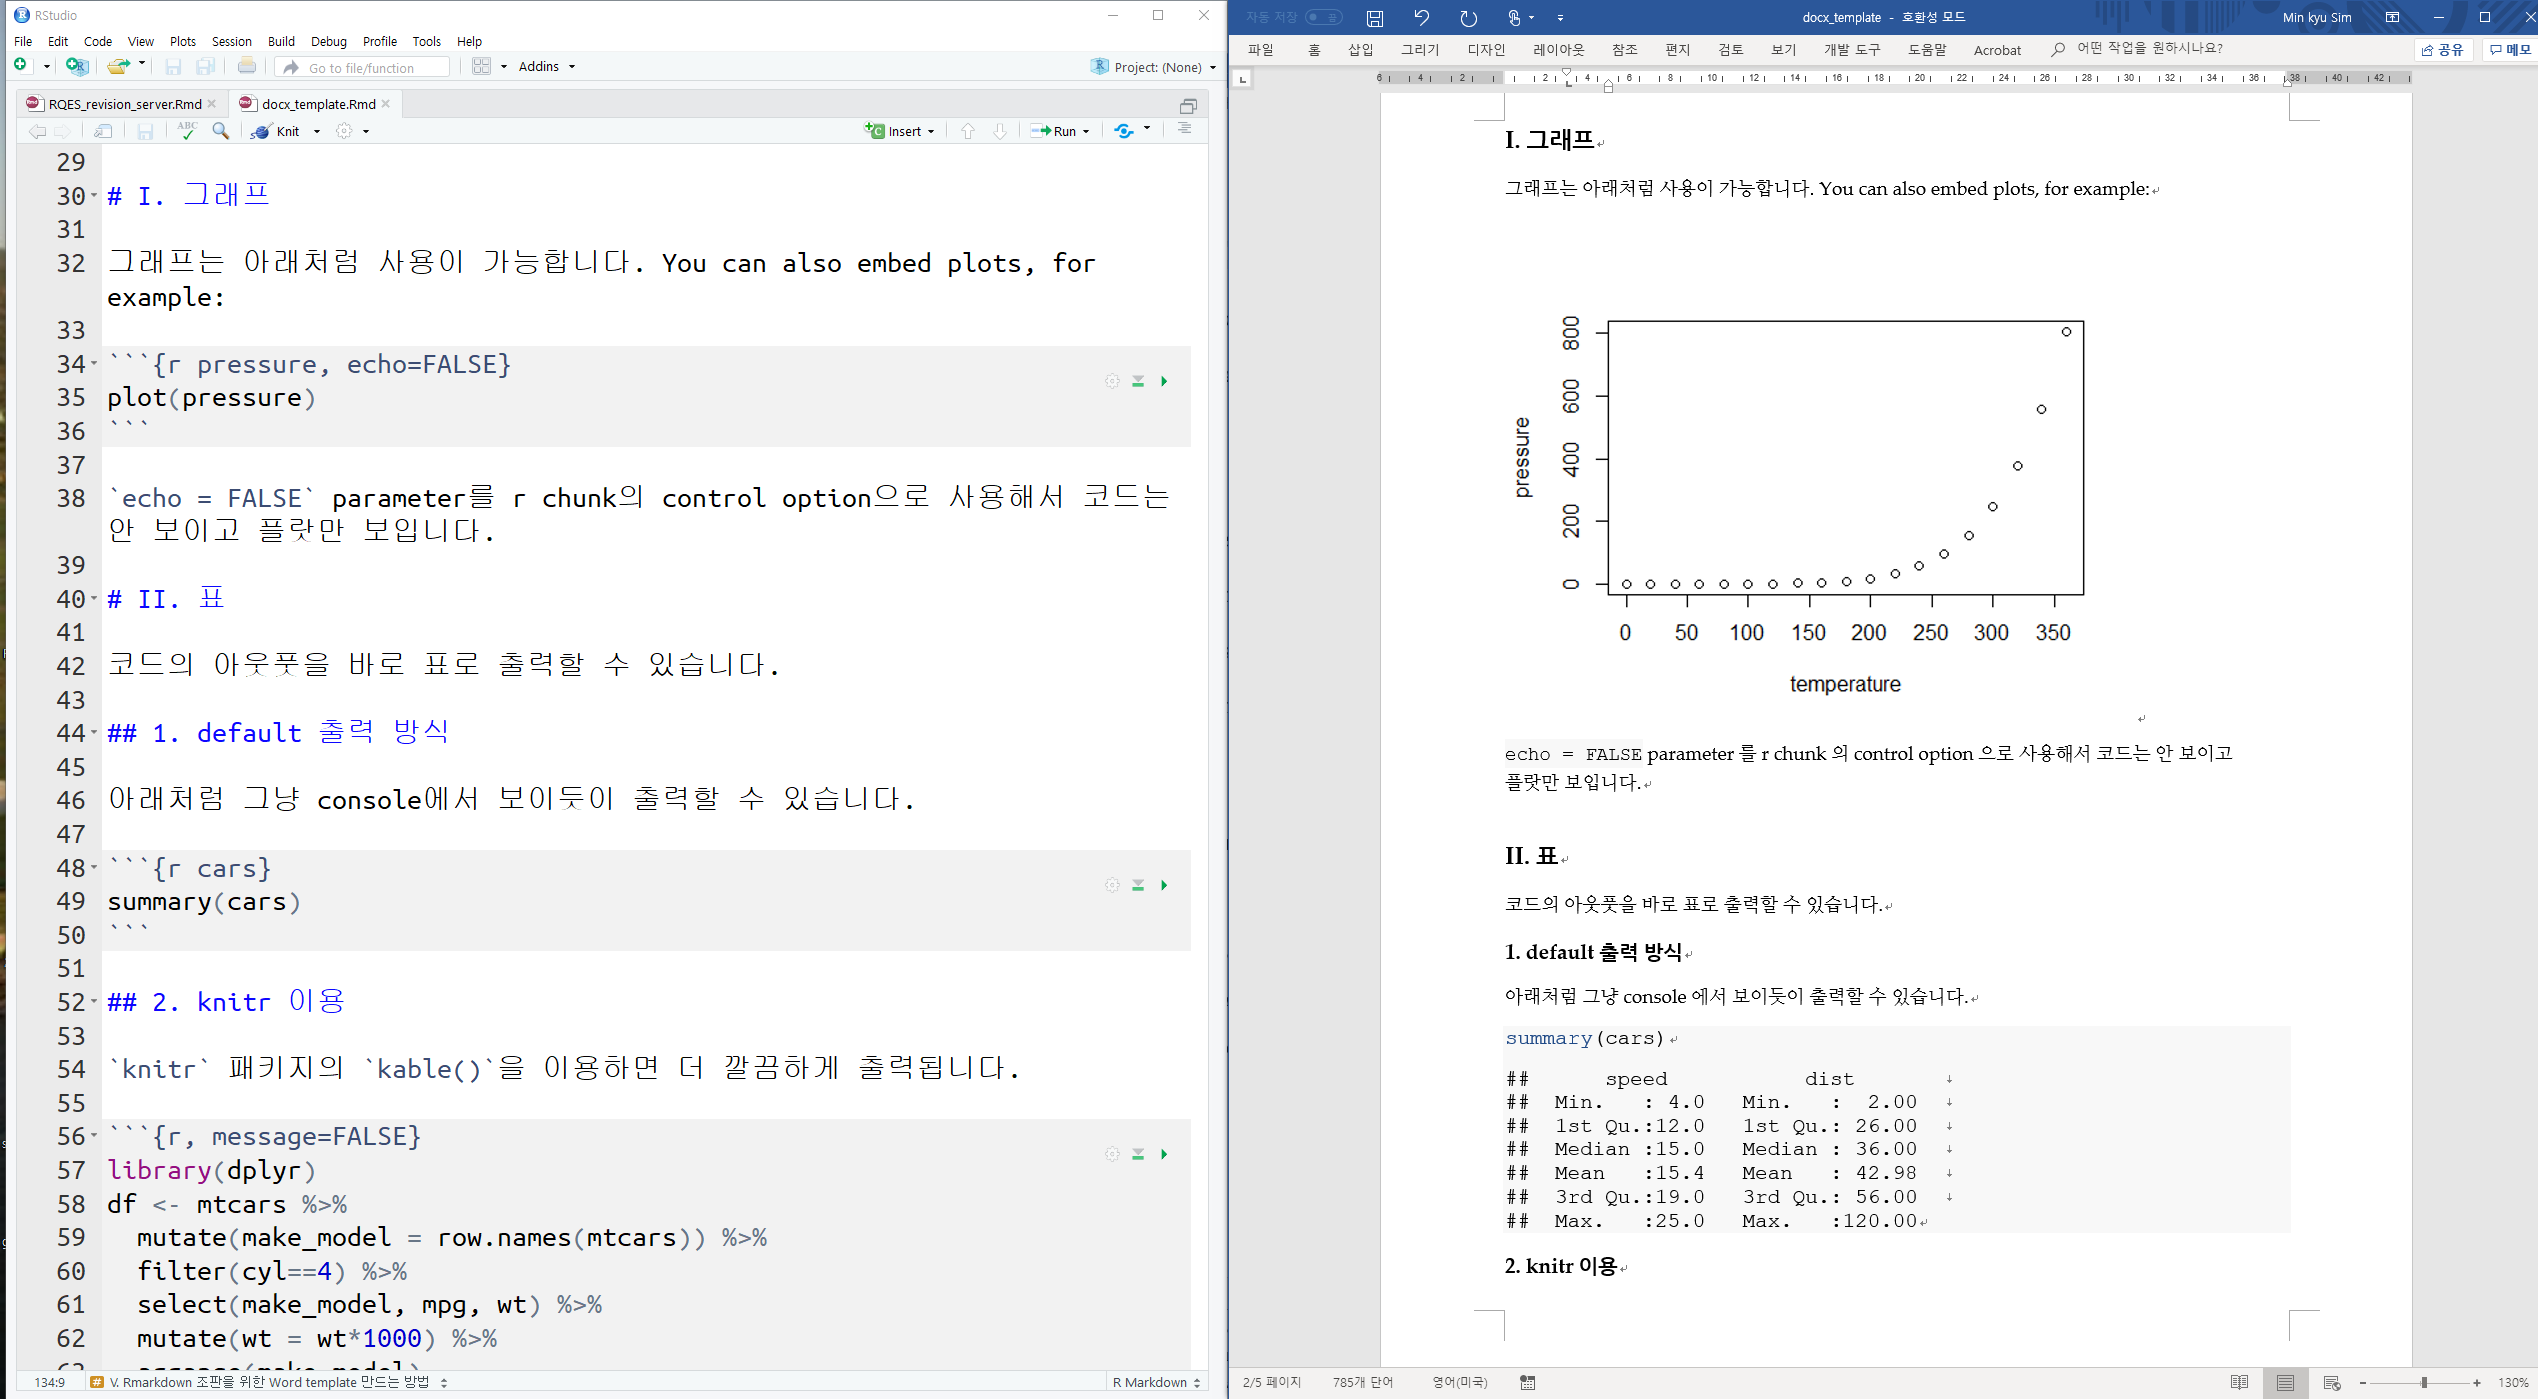 RStudio
File Edit Code View Plots Session Build Debug Profile Tools Help
Go to file/function Addins Project: (None)
RQES_revision_server.Rmd docx_template.Rmd
ABC Knit Insert Run
29
30 # I. 그래프
31
32 그래프는 아래처럼 사용이 가능합니다. You can also embed plots, for
example:
33
34 ```{r pressure, echo=FALSE}
35 plot(pressure)
36 ```
37
38 `echo = FALSE` parameter를 r chunk의 control option으로 사용해서 코드는
안 보이고 플랏만 보입니다.
39
40 # II. 표
41
42 코드의 아웃풋을 바로 표로 출력할 수 있습니다.
43
44 ## 1. default 출력 방식
45
46 아래처럼 그냥 console에서 보이듯이 출력할 수 있습니다.
47
48 ```{r cars}
49 summary(cars)
50 ```
51
52 ## 2. knitr 이용
53
54 `knitr` 패키지의 `kable()`을 이용하면 더 깔끔하게 출력됩니다.
55
56 ```{r, message=FALSE}
57 library(dplyr)
58 df <- mtcars %>%
59 mutate(make_model = row.names(mtcars)) %>%
60 filter(cyl==4) %>%
61 select(make_model, mpg, wt) %>%
62 mutate(wt = wt*1000) %>%
134:9 # V. Rmarkdown 조판을 위한 Word template 만드는 방법 R Markdown
자동 저장 docx_template - 호환성 모드 Min kyu Sim
파일 홈 삽입 그리기 디자인 레이아웃 참조 편지 검토 보기 개발 도구 도움말 Acrobat 어떤 작업을 원하시나요? 공유 메모
6 4 2 2 4 6 8 10 12 14 16 18 20 22 24 26 28 30 32 34 36 38 40 42
I. 그래프
그래프는 아래처럼 사용이 가능합니다. You can also embed plots, for example:
pressure
800
600
400
200
0
0 50 100 150 200 250 300 350
temperature
echo = FALSE parameter 를 r chunk 의 control option 으로 사용해서 코드는 안 보이고
플랏만 보입니다.
II. 표
코드의 아웃풋을 바로 표로 출력할 수 있습니다.
1. default 출력 방식
아래처럼 그냥 console 에서 보이듯이 출력할 수 있습니다.
summary(cars)
## speed dist
## Min. : 4.0 Min. : 2.00
## 1st Qu.:12.0 1st Qu.: 26.00
## Median :15.0 Median : 36.00
## Mean :15.4 Mean : 42.98
## 3rd Qu.:19.0 3rd Qu.: 56.00
## Max. :25.0 Max. :120.00
2. knitr 이용
2/5 페이지 785개 단어 영어(미국) 130%